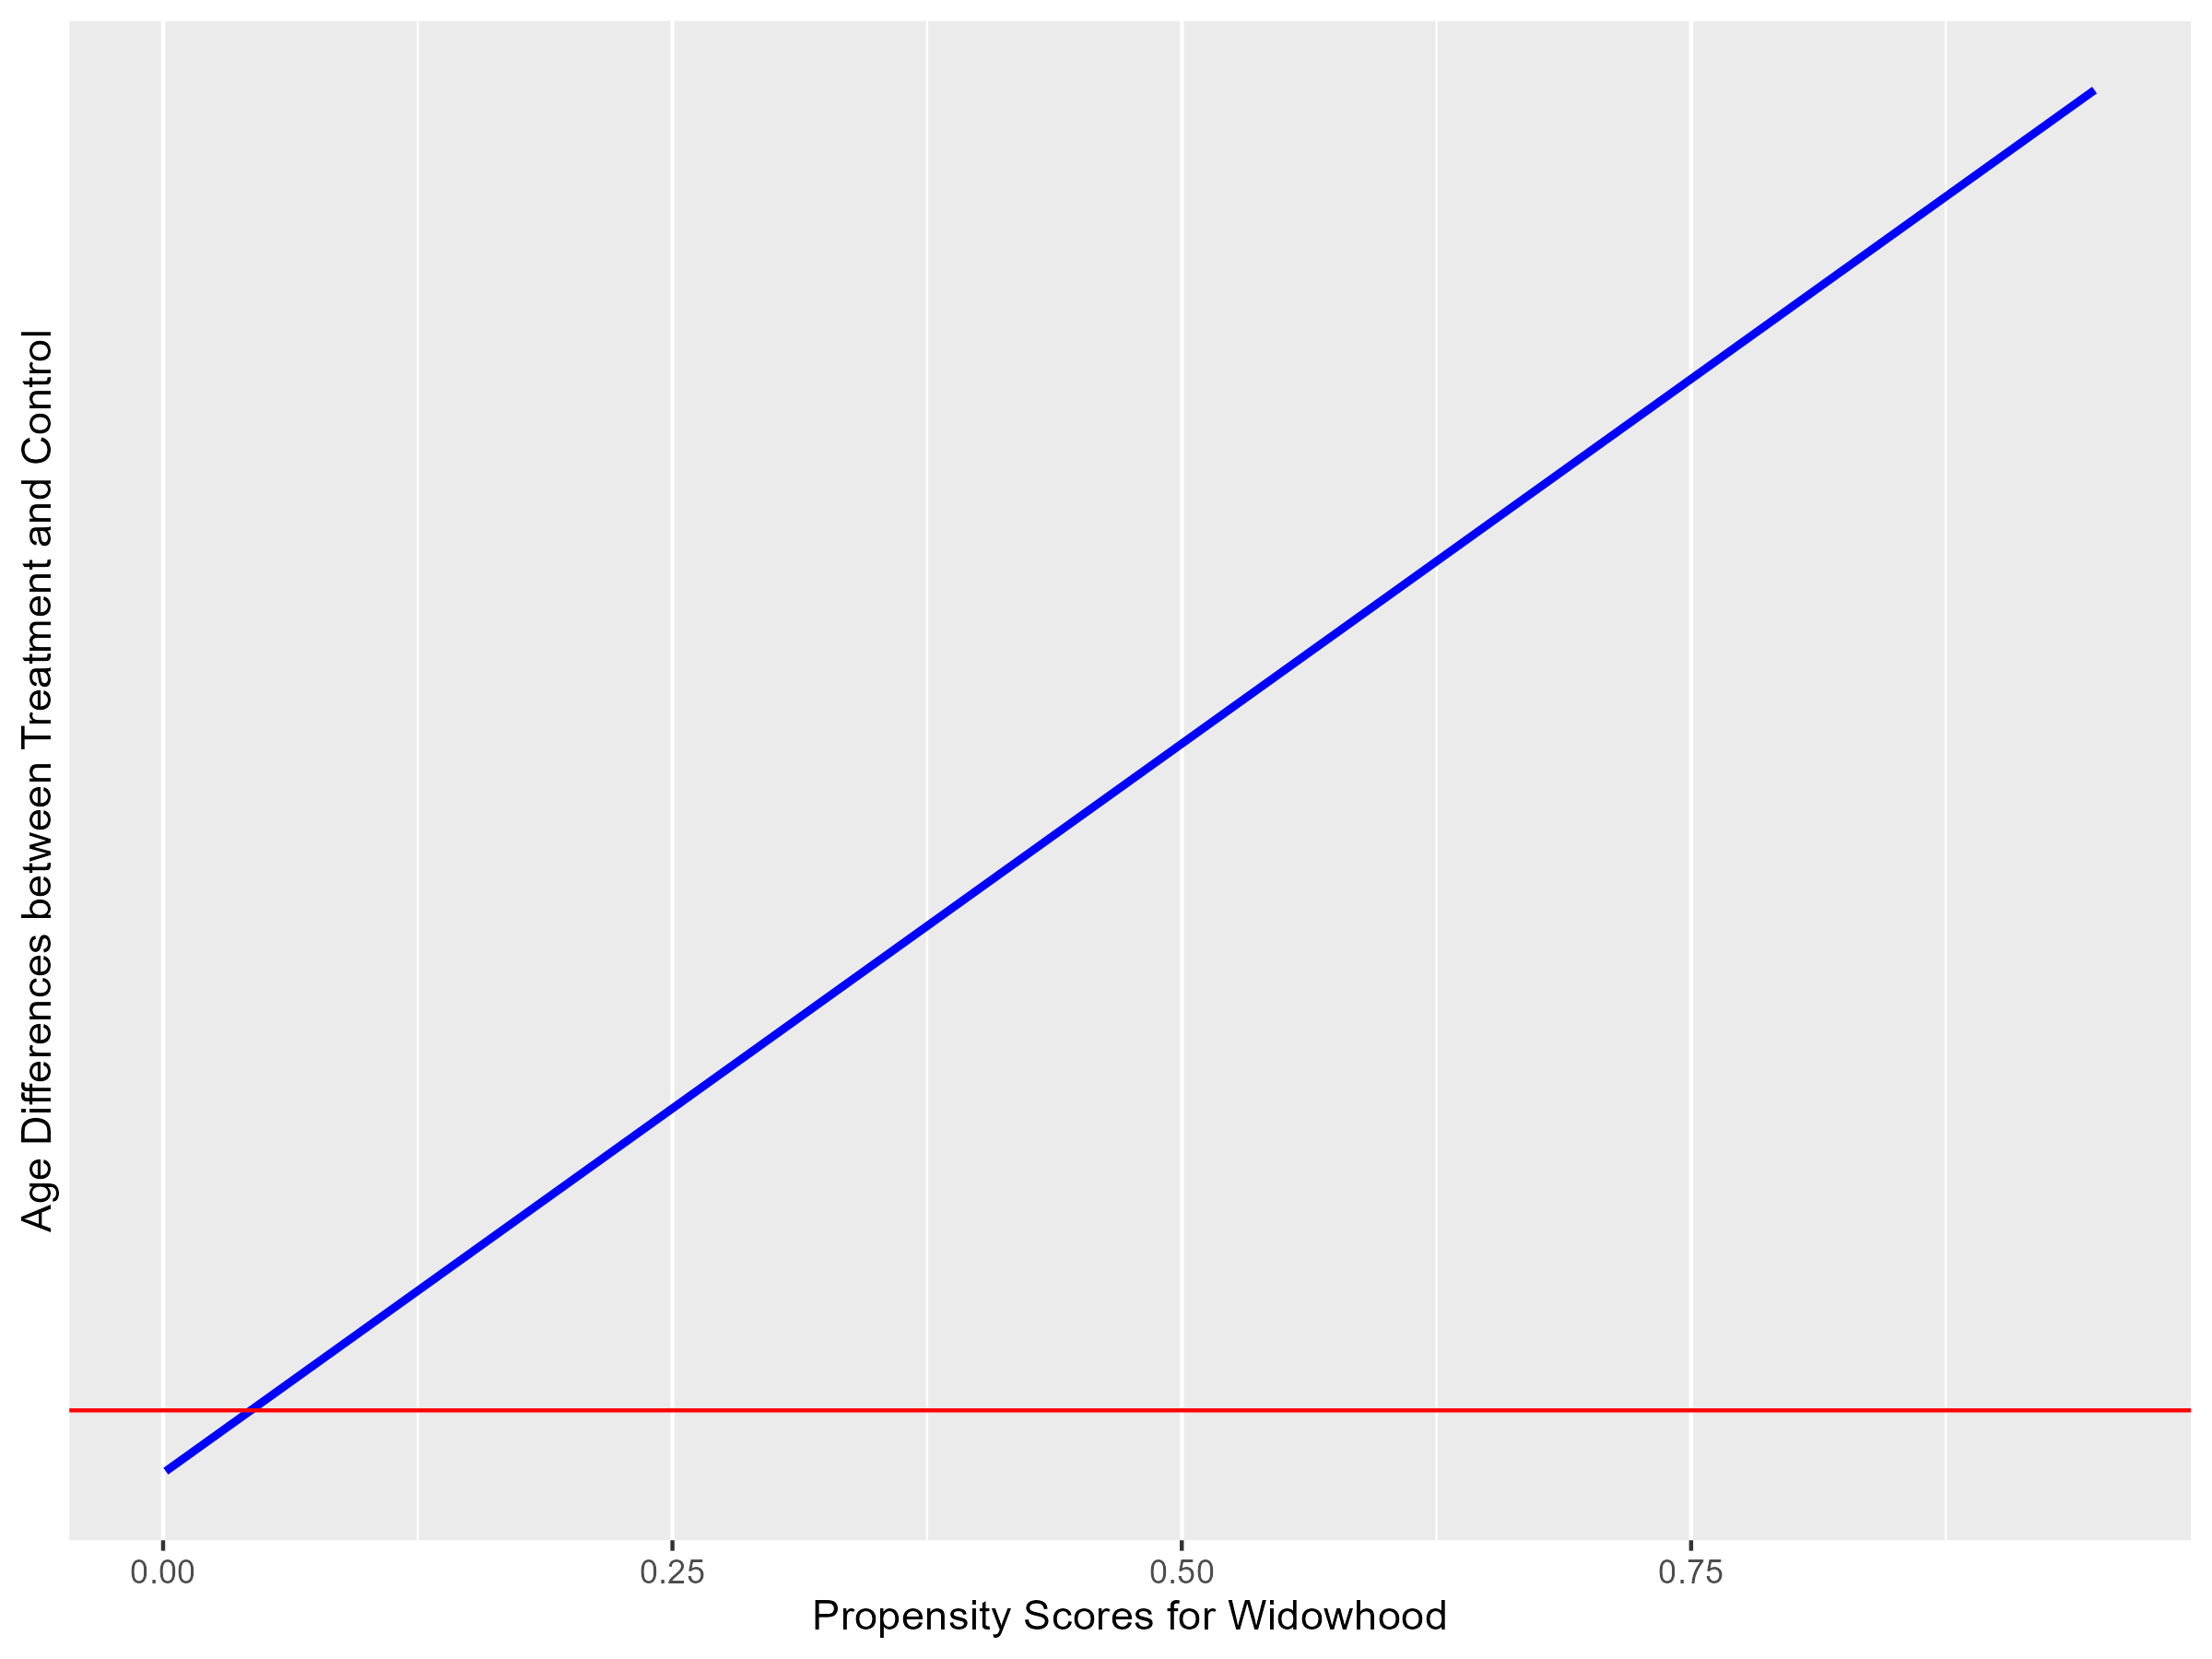 Age Differences between Treatment and Control
0.00 0.25 0.50 0.75
Propensity Scores for Widowhood